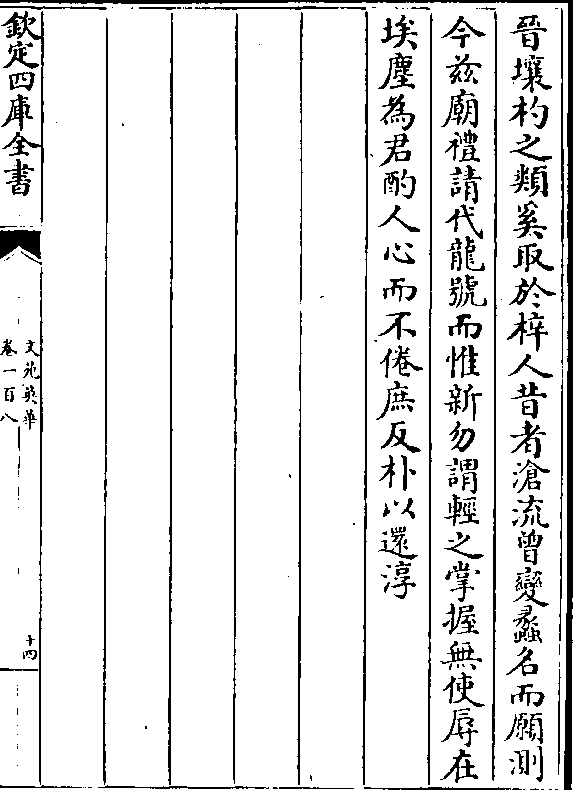 晉壤杓之類奚取於梓人昔者滄流曾變蠡名而願測
今兹廟禮請代龍號而惟新勿謂輕之掌握無使辱在
埃塵為君酌人心而不倦庶反朴以還淳
欽定四庫全書
文苑英華
卷一百八
十四